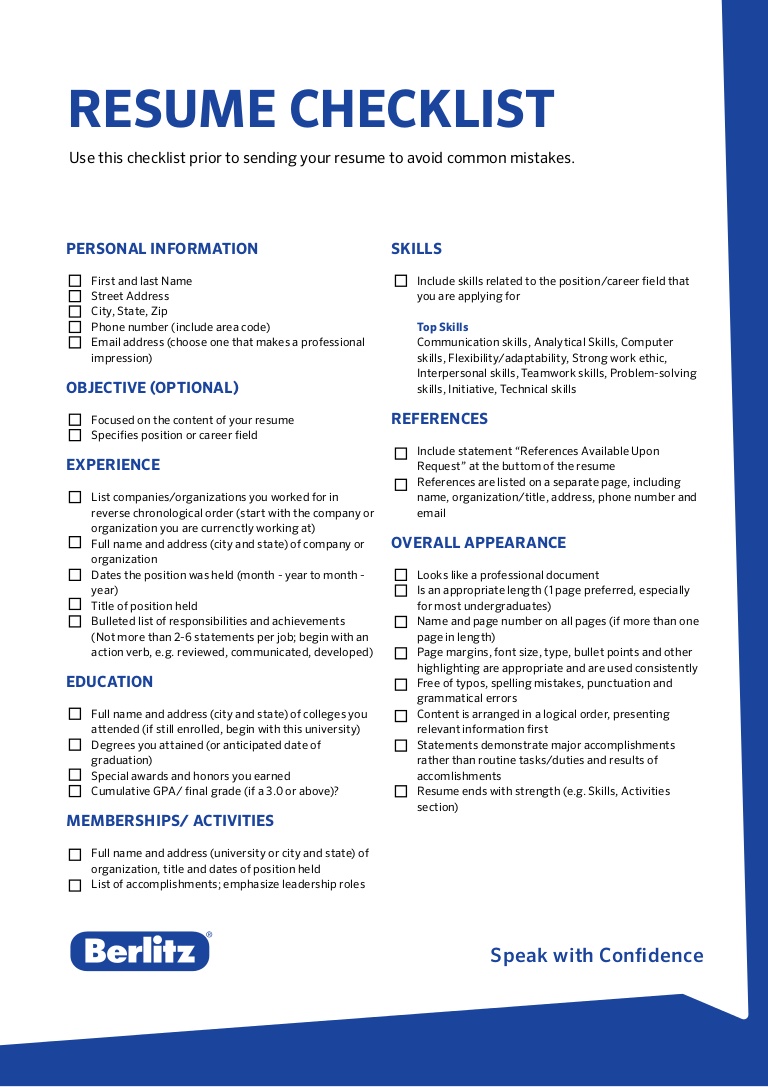 RESUME CHECKLIST
Use this checklist prior to sending your resume to avoid common mistakes.
PERSONAL INFORMATION
First and last Name
Street Address
City, State, Zip
Phone number (include area code)
Email address (choose one that makes a professional
impression)
OBJECTIVE (OPTIONAL)
Focused on the content of your resume
Specifies position or career field
EXPERIENCE
List companies/organizations you worked for in
reverse chronological order (start with the company or
organization you are currenctly working at)
Full name and address (city and state) of company or
organization
Dates the position was held (month - year to month -
year)
Title of position held
Bulleted list of responsibilities and achievements
(Not more than 2-6 statements per job; begin with an
action verb, e.g. reviewed, communicated, developed)
EDUCATION
Full name and address (city and state) of colleges you
attended (if still enrolled, begin with this university)
Degrees you attained (or anticipated date of
graduation)
Special awards and honors you earned
Cumulative GPA/ final grade (if a 3.0 or above)?
MEMBERSHIPS/ ACTIVITIES
Full name and address (university or city and state) of
organization, title and dates of position held
List of accomplishments; emphasize leadership roles
SKILLS
Include skills related to the position/career field that
you are applying for
Top Skills
Communication skills, Analytical Skills, Computer
skills, Flexibility/adaptability, Strong work ethic,
Interpersonal skills, Teamwork skills, Problem-solving
skills, Initiative, Technical skills
REFERENCES
Include statement “References Available Upon
Request” at the buttom of the resume
References are listed on a separate page, including
name, organization/title, address, phone number and
email
OVERALL APPEARANCE
Looks like a professional document
Is an appropriate length (1 page preferred, especially
for most undergraduates)
Name and page number on all pages (if more than one
page in length)
Page margins, font size, type, bullet points and other
highlighting are appropriate and are used consistently
Free of typos, spelling mistakes, punctuation and
grammatical errors
Content is arranged in a logical order, presenting
relevant information first
Statements demonstrate major accomplishments
rather than routine tasks/duties and results of
accomlishments
Resume ends with strength (e.g. Skills, Activities
section)
Berlitz®
Speak with Confidence